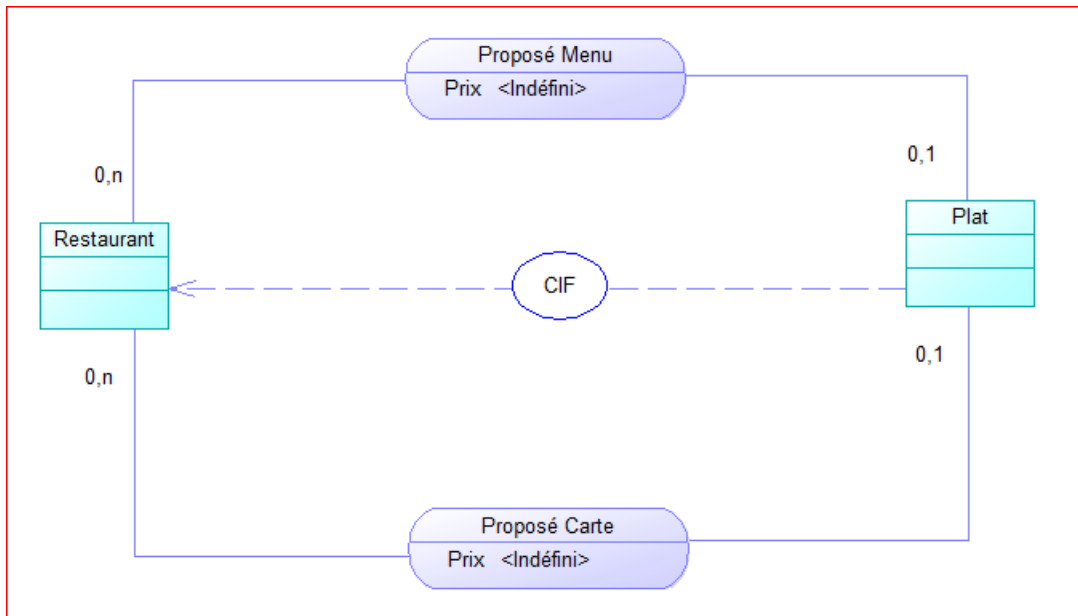 Proposé Menu
Prix <Indéfini>
0,n
0,1
Restaurant
Plat
CIF
0,n
0,1
Proposé Carte
Prix <Indéfini>